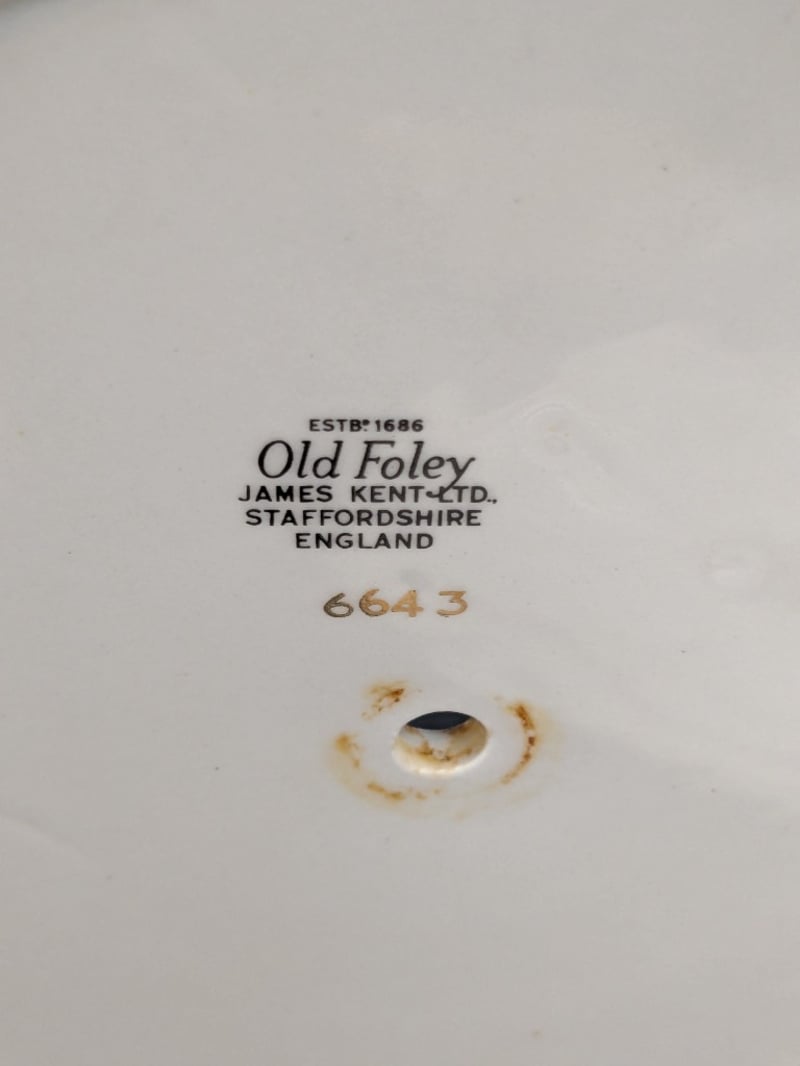 ESTBD. 1686
Old Foley
JAMES KENT LTD.,
STAFFORDSHIRE
ENGLAND
6643